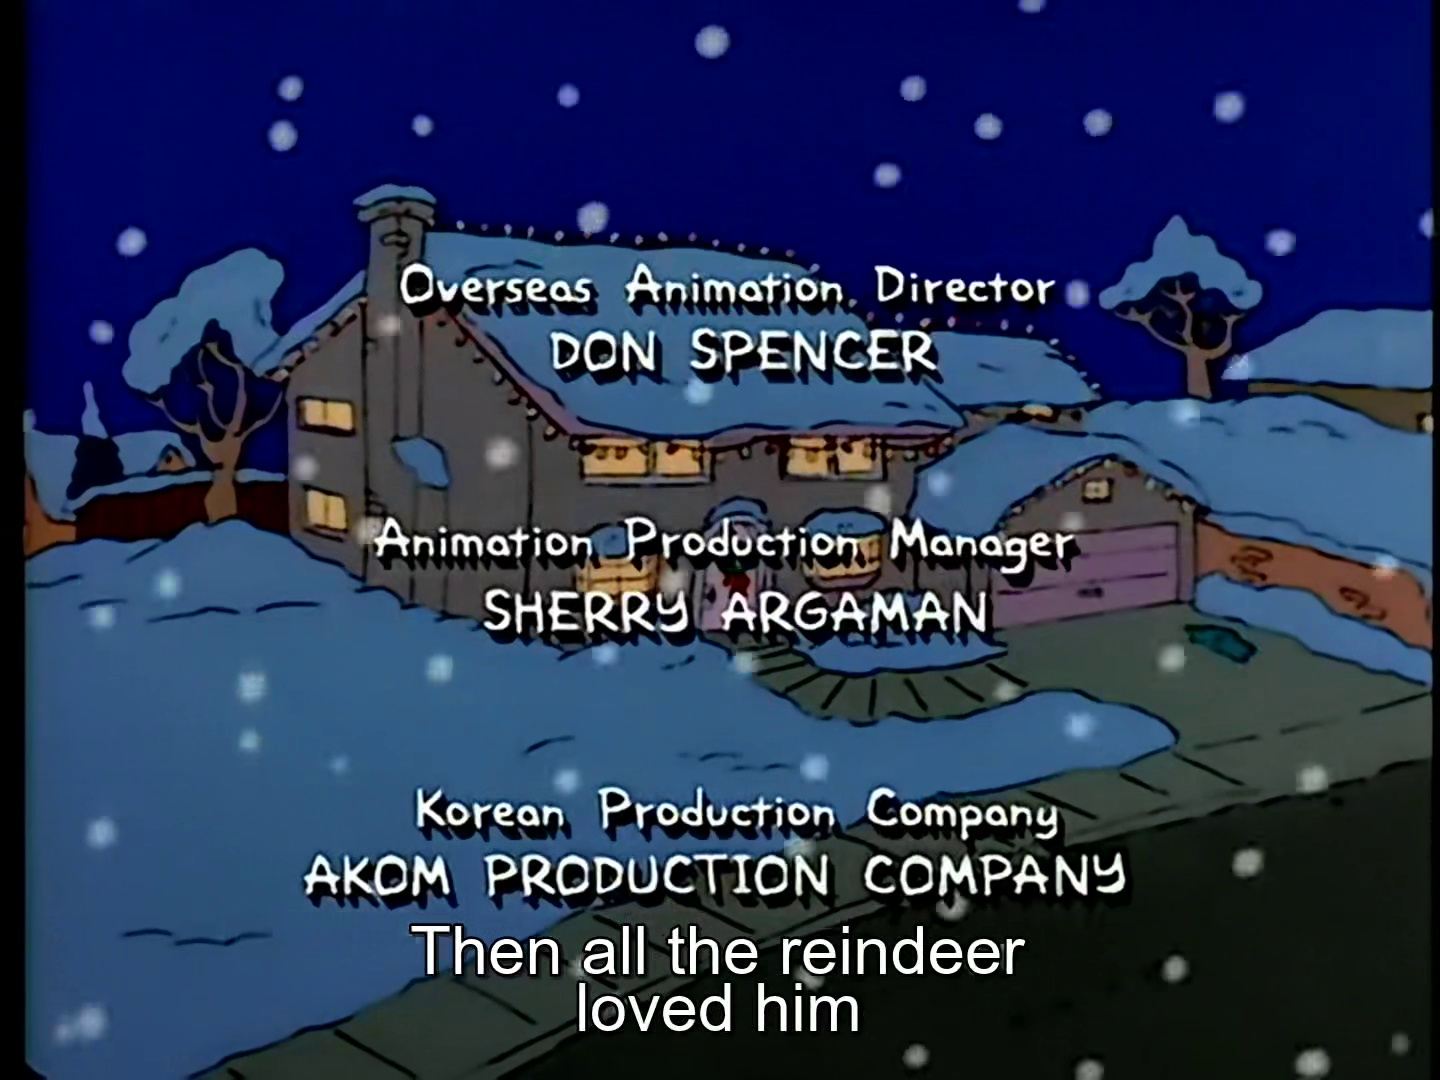 Overseas Animation Director
DON SPENCER
Animation Production Manager
SHERRY ARGAMAN
Korean Production Company
AKOM PRODUCTION COMPANY
Then all the reindeer
loved him